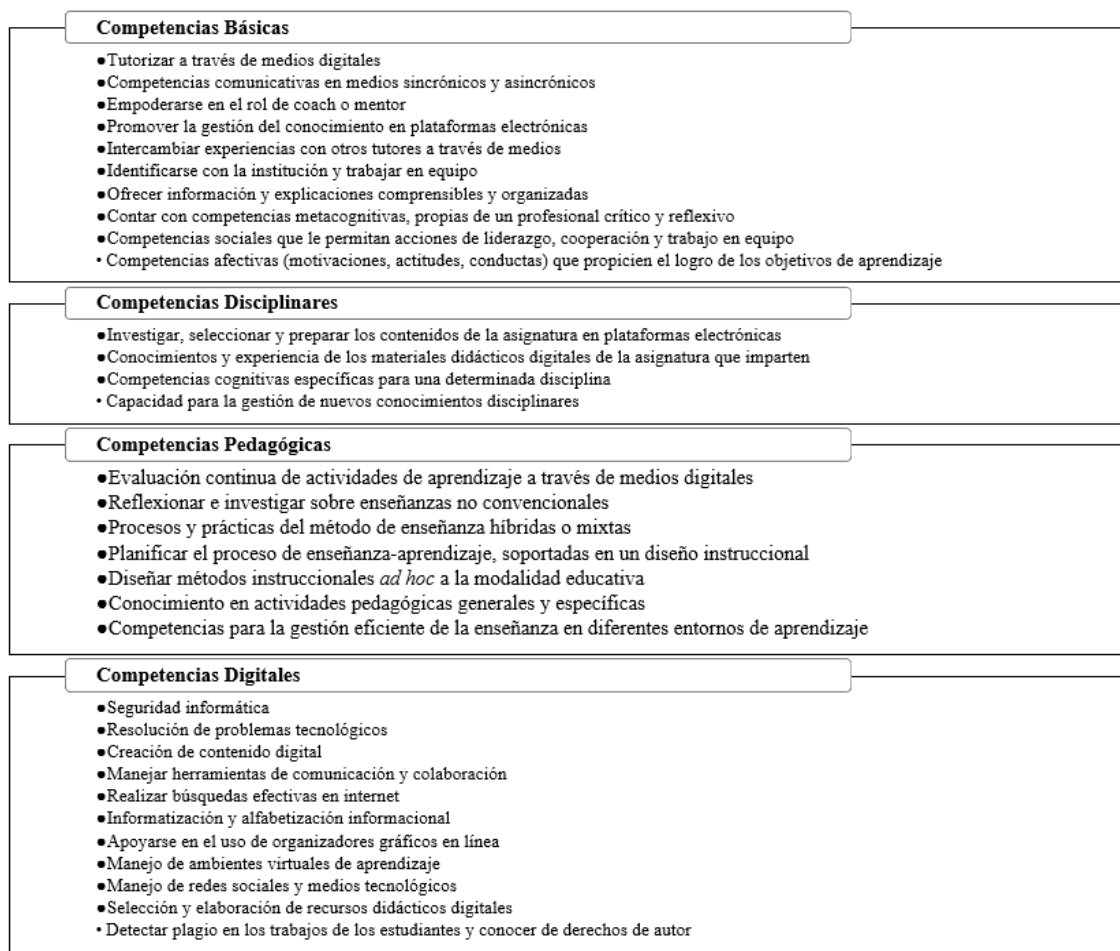 Competencias Básicas
●Tutorizar a través de medios digitales
●Competencias comunicativas en medios sincrónicos y asincrónicos
●Empoderarse en el rol de coach o mentor
●Promover la gestión del conocimiento en plataformas electrónicas
●Intercambiar experiencias con otros tutores a través de medios
●Identificarse con la institución y trabajar en equipo
●Ofrecer información y explicaciones comprensibles y organizadas
●Contar con competencias metacognitivas, propias de un profesional crítico y reflexivo
●Competencias sociales que le permitan acciones de liderazgo, cooperación y trabajo en equipo
• Competencias afectivas (motivaciones, actitudes, conductas) que propicien el logro de los objetivos de aprendizaje
Competencias Disciplinares
●Investigar, seleccionar y preparar los contenidos de la asignatura en plataformas electrónicas
●Conocimientos y experiencia de los materiales didácticos digitales de la asignatura que imparten
●Competencias cognitivas específicas para una determinada disciplina
• Capacidad para la gestión de nuevos conocimientos disciplinares
Competencias Pedagógicas
●Evaluación continua de actividades de aprendizaje a través de medios digitales
●Reflexionar e investigar sobre enseñanzas no convencionales
●Procesos y prácticas del método de enseñanza híbridas o mixtas
●Planificar el proceso de enseñanza-aprendizaje, soportadas en un diseño instruccional
●Diseñar métodos instruccionales ad hoc a la modalidad educativa
●Conocimiento en actividades pedagógicas generales y específicas
●Competencias para la gestión eficiente de la enseñanza en diferentes entornos de aprendizaje
Competencias Digitales
●Seguridad informática
●Resolución de problemas tecnológicos
●Creación de contenido digital
●Manejar herramientas de comunicación y colaboración
●Realizar búsquedas efectivas en internet
●Informatización y alfabetización informacional
●Apoyarse en el uso de organizadores gráficos en línea
●Manejo de ambientes virtuales de aprendizaje
●Manejo de redes sociales y medios tecnológicos
●Selección y elaboración de recursos didácticos digitales
• Detectar plagio en los trabajos de los estudiantes y conocer de derechos de autor